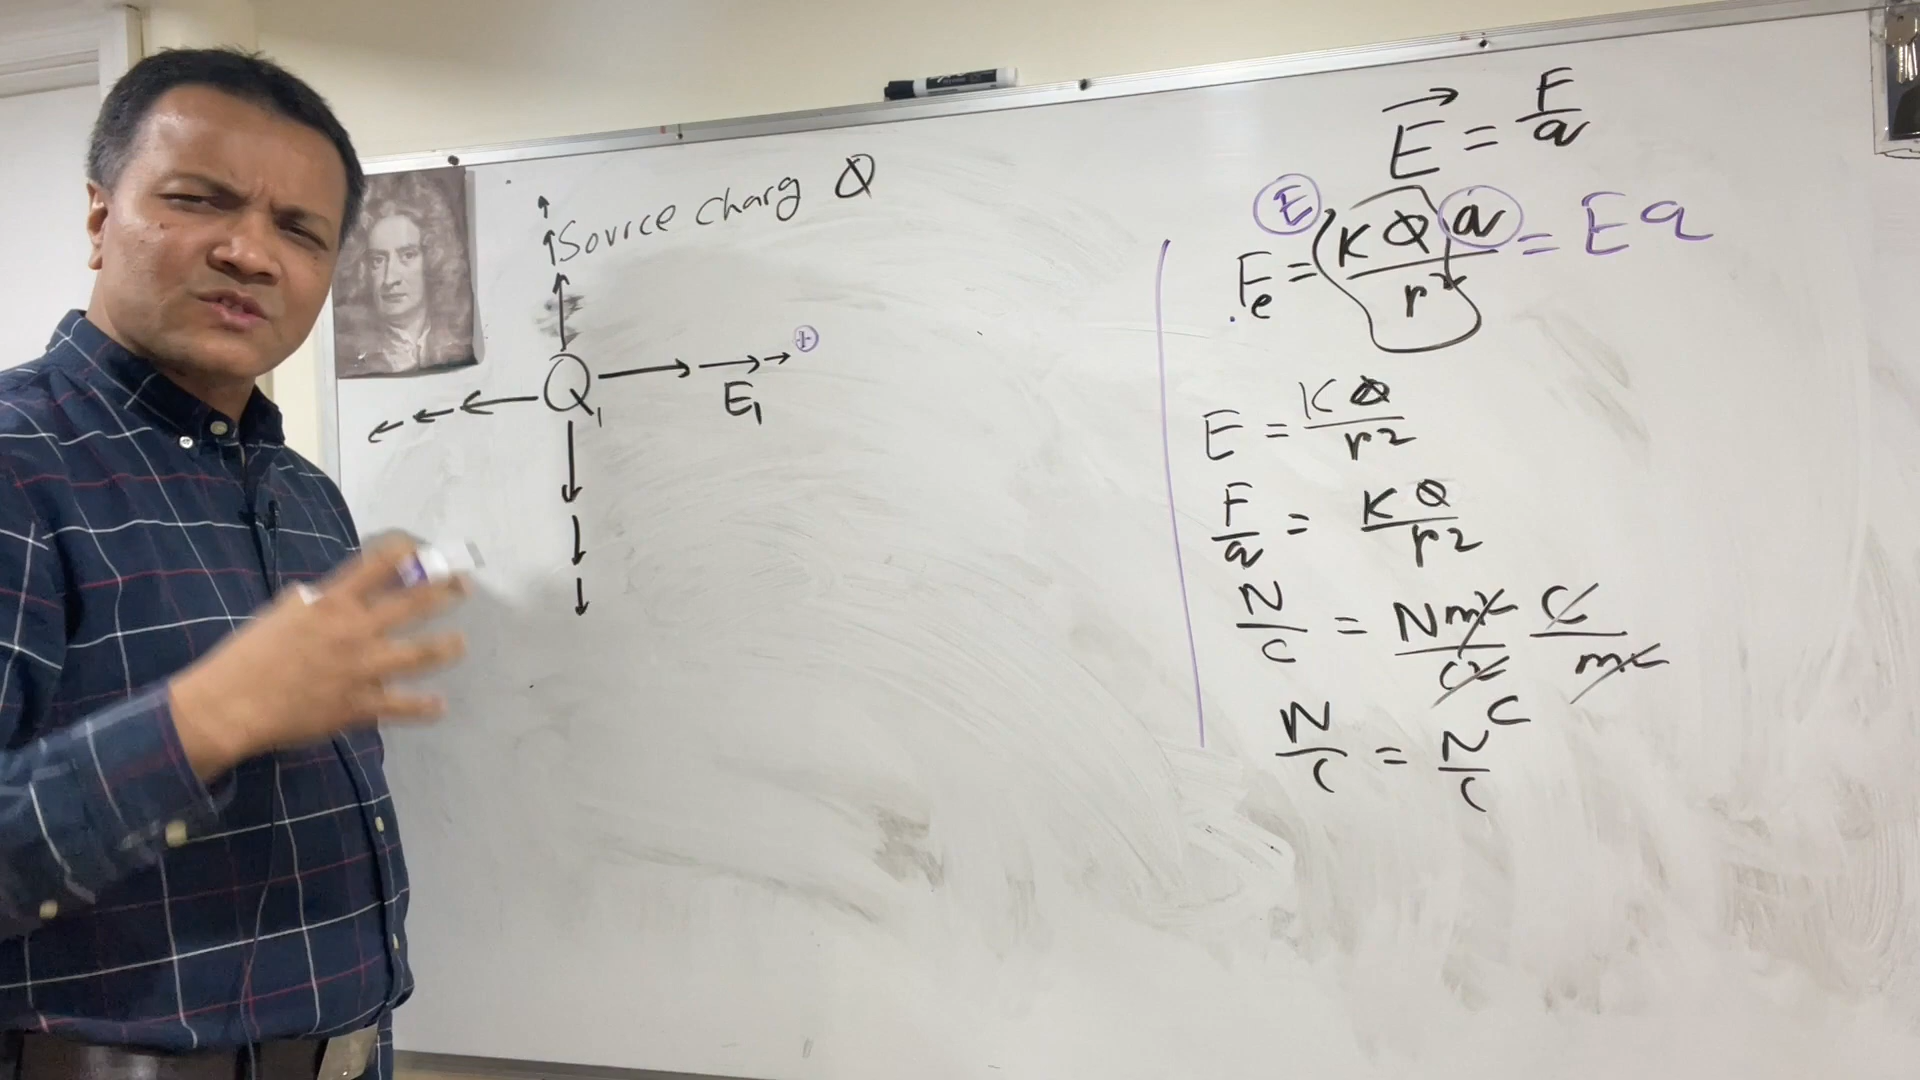 Source charg Q
Q₁
E₁
+
E = F/q
E
Fe = KQq/r² = Eq
E = KQ/r²
F/q = KQ/r²
N/C = Nm²/C² C/m²
C
N/C = N/C